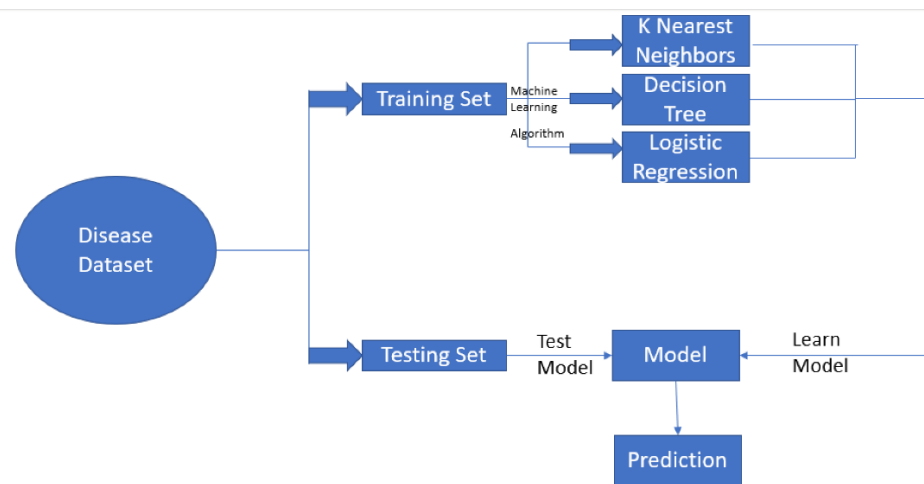 K Nearest
Neighbors
Training Set
Machine
Learning
Algorithm
Decision
Tree
Logistic
Regression
Disease
Dataset
Testing Set
Test
Model
Model
Learn
Model
Prediction